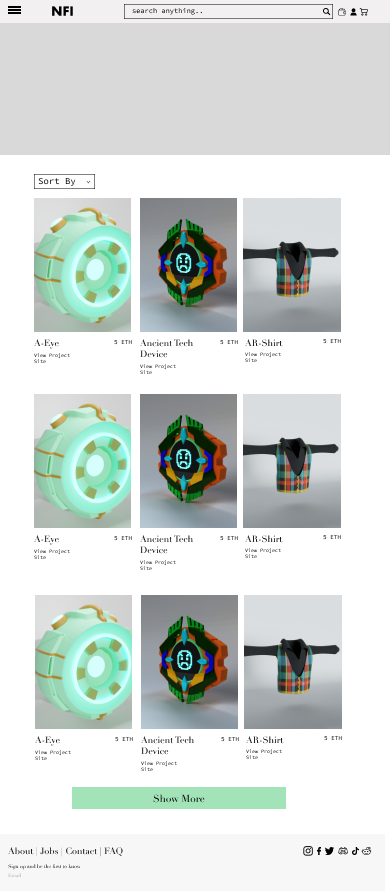 NFI
search anything..
Sort By
A-Eye 5 ETH
View Project
Site
Ancient Tech 5 ETH
Device
View Project
Site
AR-Shirt 5 ETH
View Project
Site
A-Eye 5 ETH
View Project
Site
Ancient Tech 5 ETH
Device
View Project
Site
AR-Shirt 5 ETH
View Project
Site
A-Eye 5 ETH
View Project
Site
Ancient Tech 5 ETH
Device
View Project
Site
AR-Shirt 5 ETH
View Project
Site
Show More
About | Jobs | Contact | FAQ
Sign up and be the first to know
Email